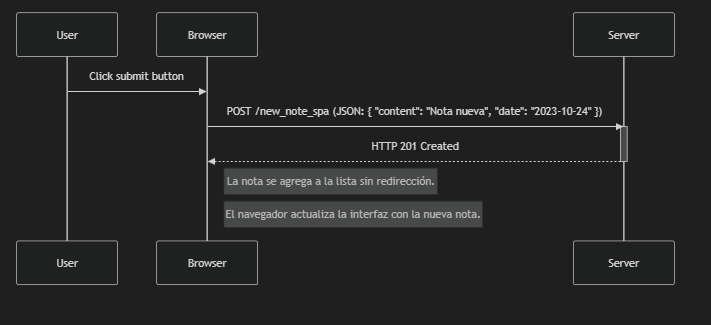 User
Browser
Server
Click submit button
POST /new_note_spa (JSON: { "content": "Nota nueva", "date": "2023-10-24" })
HTTP 201 Created
La nota se agrega a la lista sin redirección.
El navegador actualiza la interfaz con la nueva nota.
User
Browser
Server